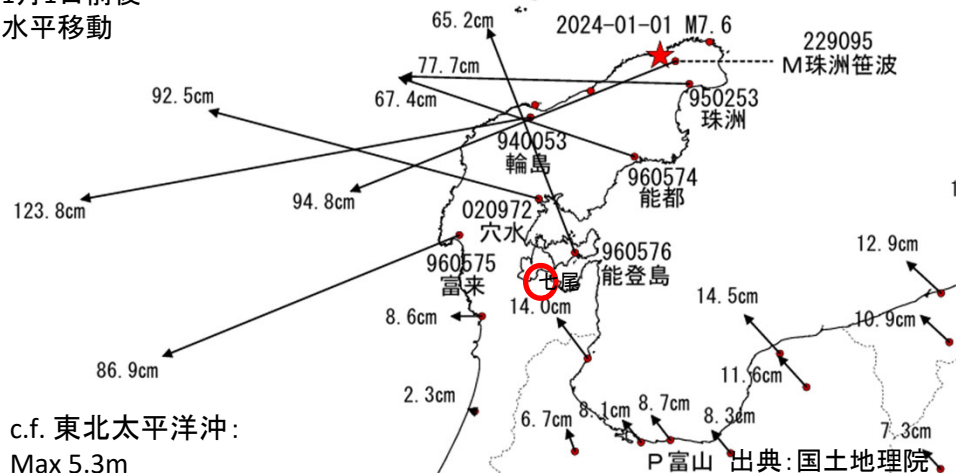 1月1日前後
水平移動
65.2cm
2024-01-01 M7.6
229095
M珠洲笹波
77.7cm
67.4cm
92.5cm
950253
珠洲
940053
輪島
960574
能都
123.8cm
94.8cm
020972
穴水
960576
能登島
960575
富来
七尾
14.0cm
12.9cm
14.5cm
8.6cm
10.9cm
86.9cm
11.6cm
2.3cm
6.7cm
8.1cm
8.7cm
8.3cm
7.3cm
c.f. 東北太平洋沖：
Max 5.3m
P富山
出典：国土地理院